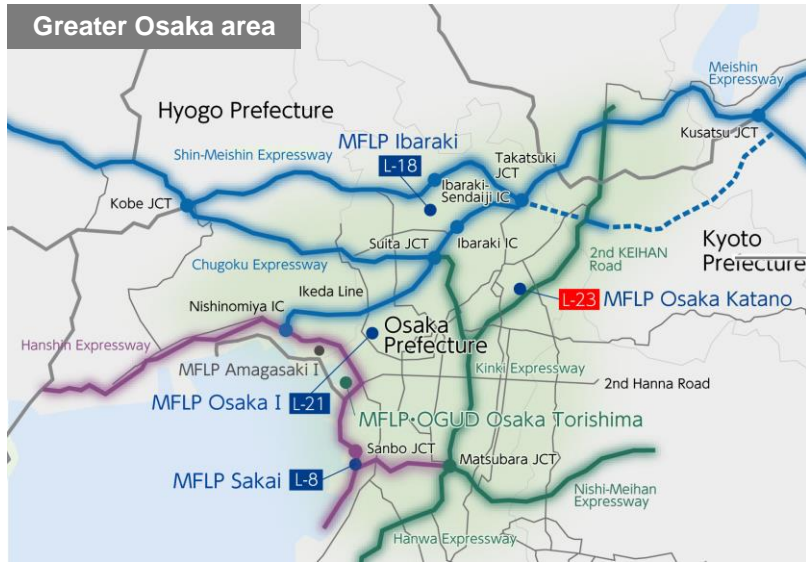 Greater Osaka area
Meishin
Expressway
Hyogo Prefecture
MFLP Ibaraki
L-18
Kusatsu JCT
Shin-Meishin Expressway
Takatsuki
JCT
Ibaraki-
Sendaiji IC
Kobe JCT
Suita JCT
Ibaraki IC
Kyoto
Prefecture
Chugoku Expressway
2nd KEIHAN
Road
Ikeda Line
Nishinomiya IC
L-23
MFLP Osaka Katano
Osaka
Prefecture
Hanshin Expressway
MFLP Amagasaki I
Kinki Expressway
2nd Hanna Road
MFLP Osaka I
L-21
MFLP・OGUD Osaka Torishima
Sanbo JCT
Matsubara JCT
MFLP Sakai
L-8
Nishi-Meihan
Expressway
Hanwa Expressway